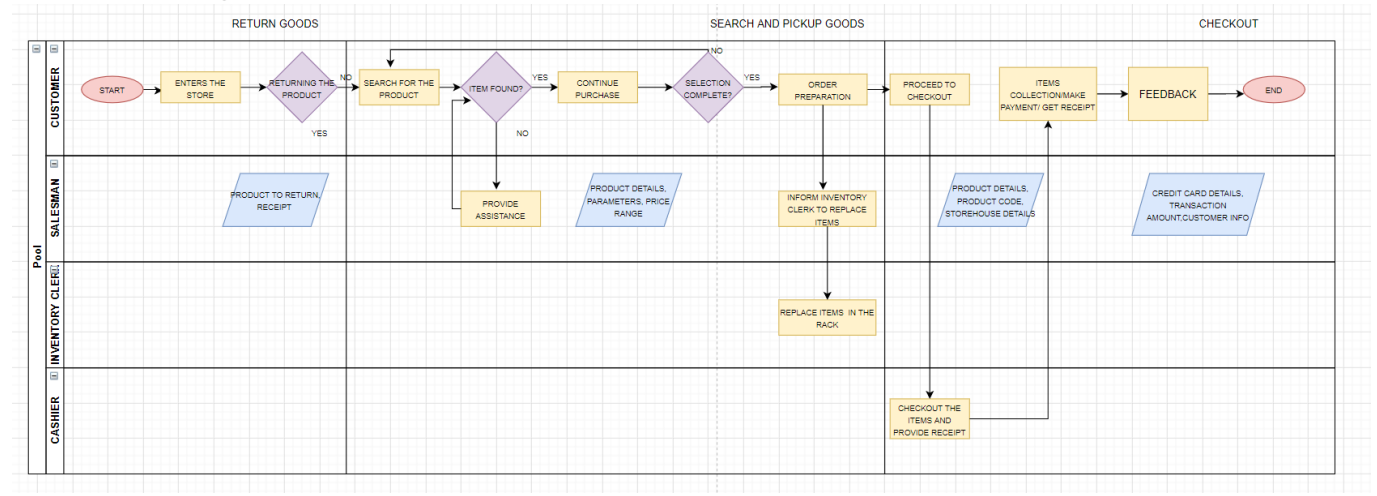 RETURN GOODS
SEARCH AND PICKUP GOODS
CHECKOUT
Pool
CUSTOMER
START
ENTERS THE
STORE
RETURNING THE
PRODUCT
NO
YES
SEARCH FOR THE
PRODUCT
ITEM FOUND?
YES
NO
CONTINUE
PURCHASE
SELECTION
COMPLETE?
NO
YES
ORDER
PREPARATION
PROCEED TO
CHECKOUT
ITEMS
COLLECTION/MAKE
PAYMENT/ GET RECEIPT
FEEDBACK
END
SALESMAN
PRODUCT TO RETURN,
RECEIPT
PROVIDE
ASSISTANCE
PRODUCT DETAILS,
PARAMETERS, PRICE
RANGE
INFORM INVENTORY
CLERK TO REPLACE
ITEMS
PRODUCT DETAILS,
PRODUCT CODE,
STOREHOUSE DETAILS
CREDIT CARD DETAILS,
TRANSACTION
AMOUNT,CUSTOMER INFO
INVENTORY CLERK
REPLACE ITEMS IN THE
RACK
CASHIER
CHECKOUT THE
ITEMS AND
PROVIDE RECEIPT